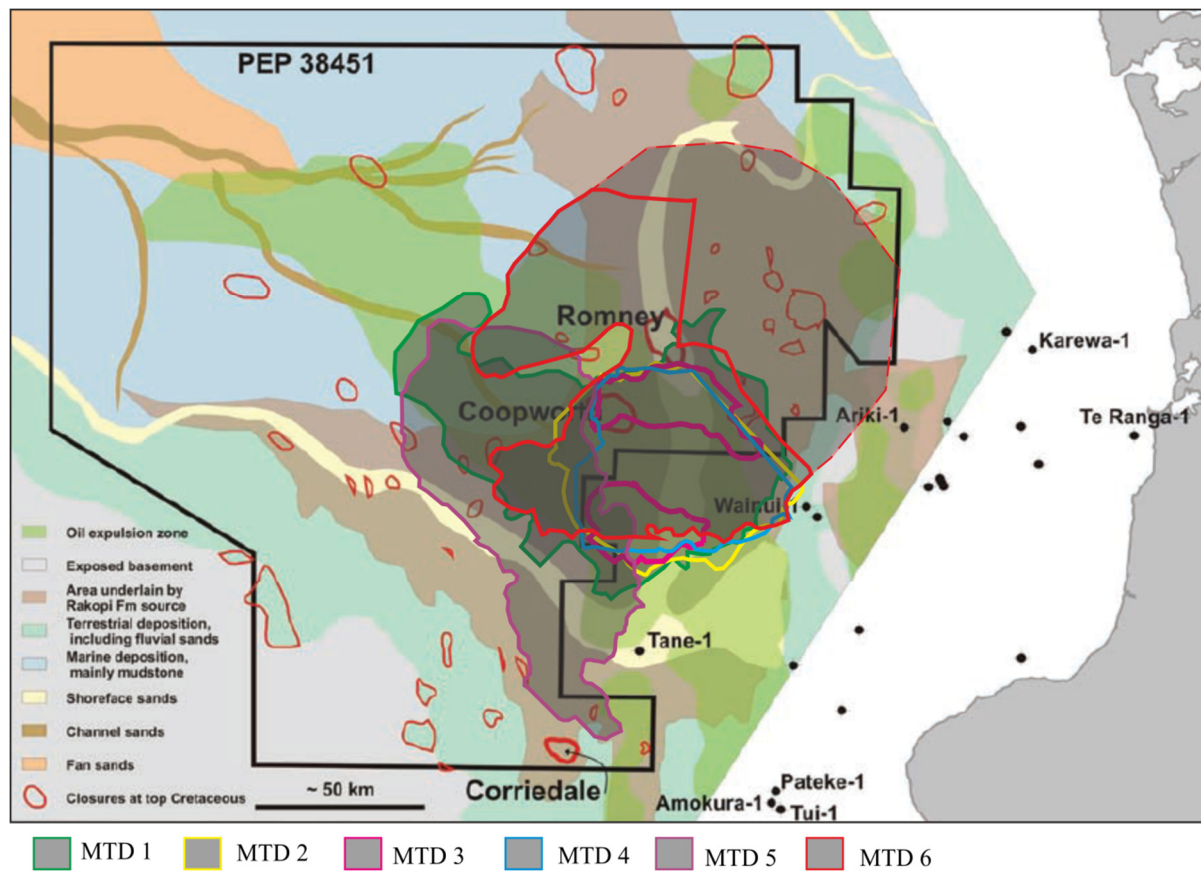 PEP 38451
Romney
Karewa-1
Coopworth
Ariki-1
Te Ranga-1
Wainui-1
Oil expulsion zone
Exposed basement
Area underlain by
Rakopi Fm source
Terrestrial deposition,
including fluvial sands
Marine deposition,
mainly mudstone
Shoreface sands
Channel sands
Fan sands
Closures at top Cretaceous
Tane-1
~ 50 km
Corriedale
Pateke-1
Amokura-1
Tui-1
MTD 1
MTD 2
MTD 3
MTD 4
MTD 5
MTD 6